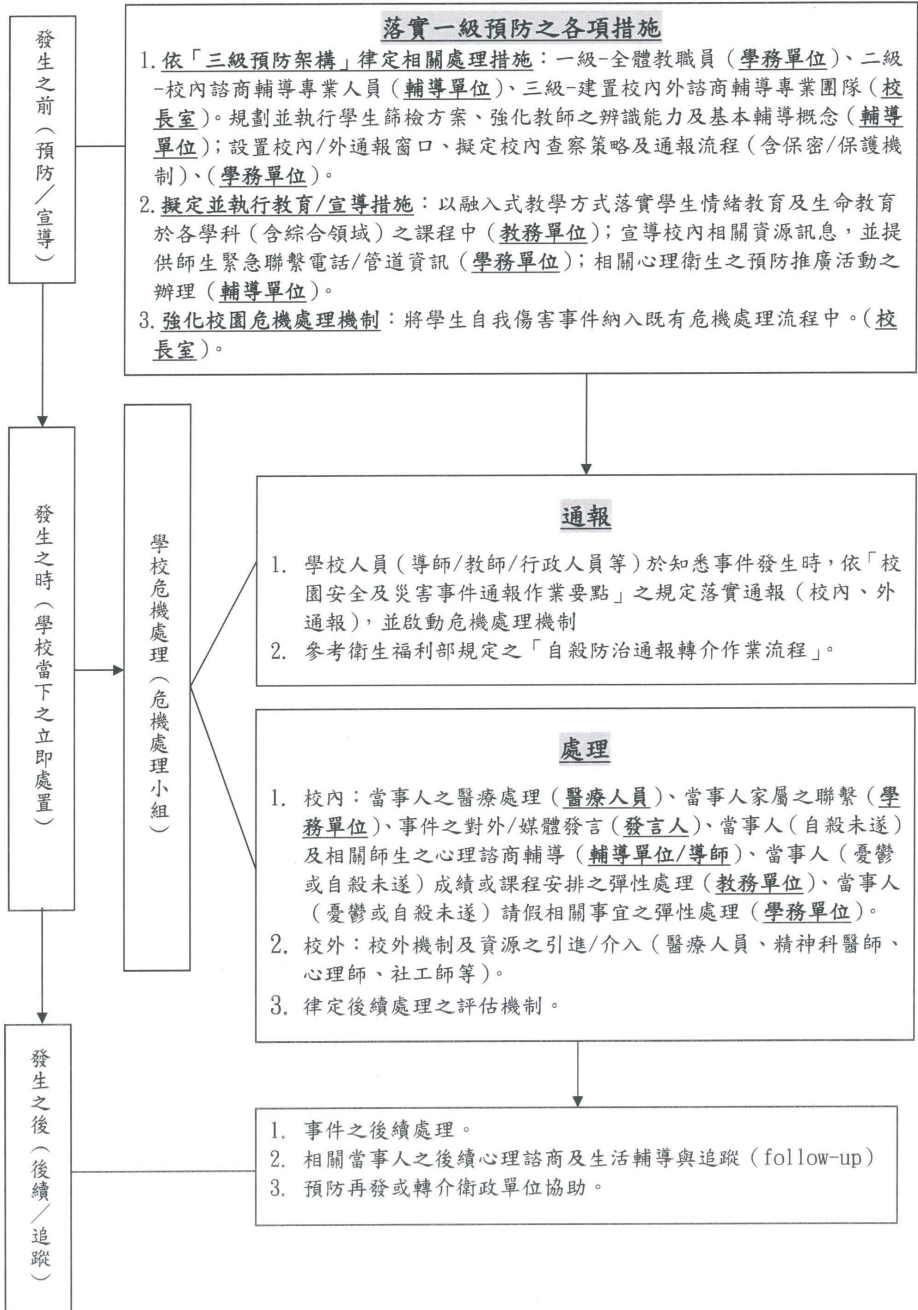 發生之前（預防／宣導）
落實一級預防之各項措施
1.依「三級預防架構」律定相關處理措施：一級-全體教職員（學務單位）、二級
-校內諮商輔導專業人員（輔導單位）、三級-建置校內外諮商輔導專業團隊（校
長室）。規劃並執行學生篩檢方案、強化教師之辨識能力及基本輔導概念（輔導
單位）；設置校內/外通報窗口、擬定校內查察策略及通報流程（含保密/保護機
制）、（學務單位）。
2.擬定並執行教育/宣導措施：以融入式教學方式落實學生情緒教育及生命教育
於各學科（含綜合領域）之課程中（教務單位）；宣導校內相關資源訊息，並提
供師生緊急聯繫電話/管道資訊（學務單位）；相關心理衛生之預防推廣活動之
辦理（輔導單位）。
3.強化校園危機處理機制：將學生自我傷害事件納入既有危機處理流程中。（校
長室）。
發生之時（學校當下之立即處置）
學校危機處理（危機處理小組）
通報
1. 學校人員（導師/教師/行政人員等）於知悉事件發生時，依「校
園安全及災害事件通報作業要點」之規定落實通報（校內、外
通報），並啟動危機處理機制
2. 參考衛生福利部規定之「自殺防治通報轉介作業流程」。
處理
1. 校內：當事人之醫療處理（醫療人員）、當事人家屬之聯繫（學
務單位）、事件之對外/媒體發言（發言人）、當事人（自殺未遂）
及相關師生之心理諮商輔導（輔導單位/導師）、當事人（憂鬱
或自殺未遂）成績或課程安排之彈性處理（教務單位）、當事人
（憂鬱或自殺未遂）請假相關事宜之彈性處理（學務單位）。
2. 校外：校外機制及資源之引進/介入（醫療人員、精神科醫師、
心理師、社工師等）。
3. 律定後續處理之評估機制。
發生之後（後續／追蹤）
1. 事件之後續處理。
2. 相關當事人之後續心理諮商及生活輔導與追蹤（follow-up）
3. 預防再發或轉介衛政單位協助。